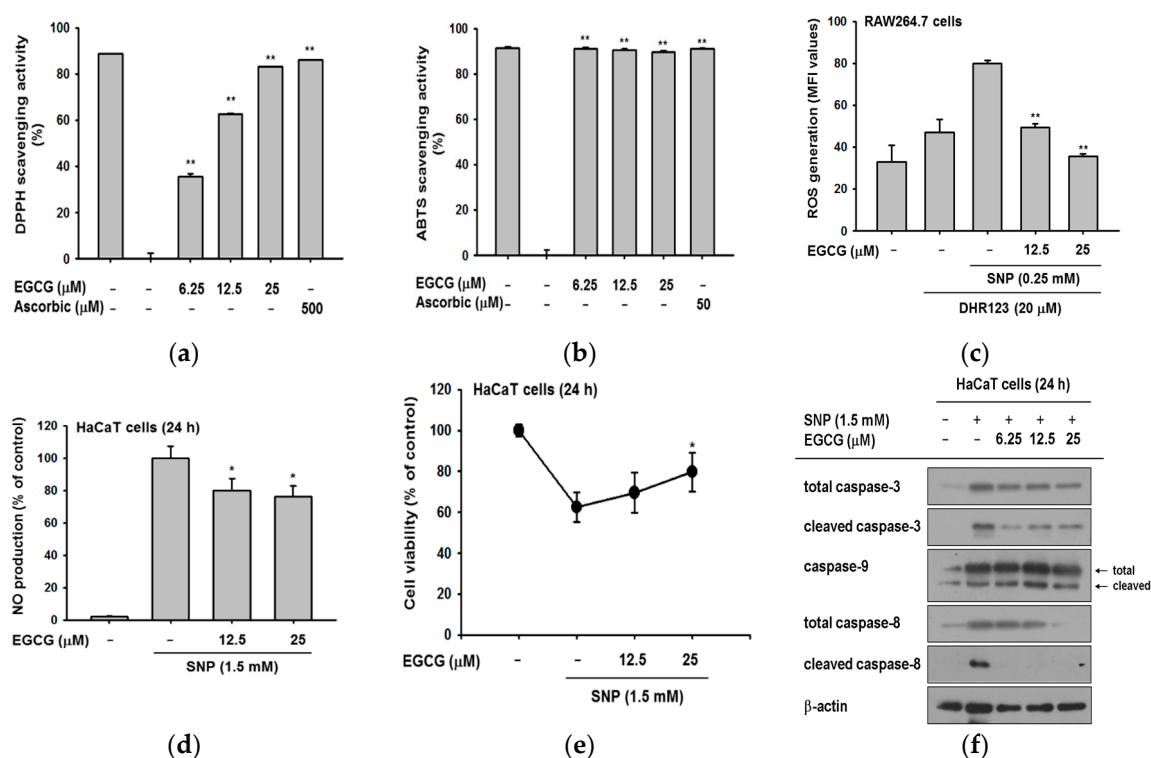 DPPH scavenging activity
(%)
100
80
60
40
20
0
**
**
**
**
EGCG (μM) – – 6.25 12.5 25 –
Ascorbic (μM) – – – – – 500
(a)
ABTS scavenging activity
(%)
100
80
60
40
20
0
** ** ** **
EGCG (μM) – – 6.25 12.5 25 –
Ascorbic (μM) – – – – – 50
(b)
RAW264.7 cells
ROS generation (MFI values)
100
80
60
40
20
0
**
**
EGCG (μM) – – – 12.5 25
SNP (0.25 mM)
DHR123 (20 μM)
(c)
HaCaT cells (24 h)
NO production (% of control)
120
100
80
60
40
20
0
* *
EGCG (μM) – – 12.5 25
SNP (1.5 mM)
(d)
HaCaT cells (24 h)
Cell viability (% of control)
120
100
80
60
40
20
0
*
EGCG (μM) – – 12.5 25
SNP (1.5 mM)
(e)
HaCaT cells (24 h)
SNP (1.5 mM) – + + + +
EGCG (μM) – – 6.25 12.5 25
total caspase-3
cleaved caspase-3
caspase-9
← total
← cleaved
total caspase-8
cleaved caspase-8
β-actin
(f)